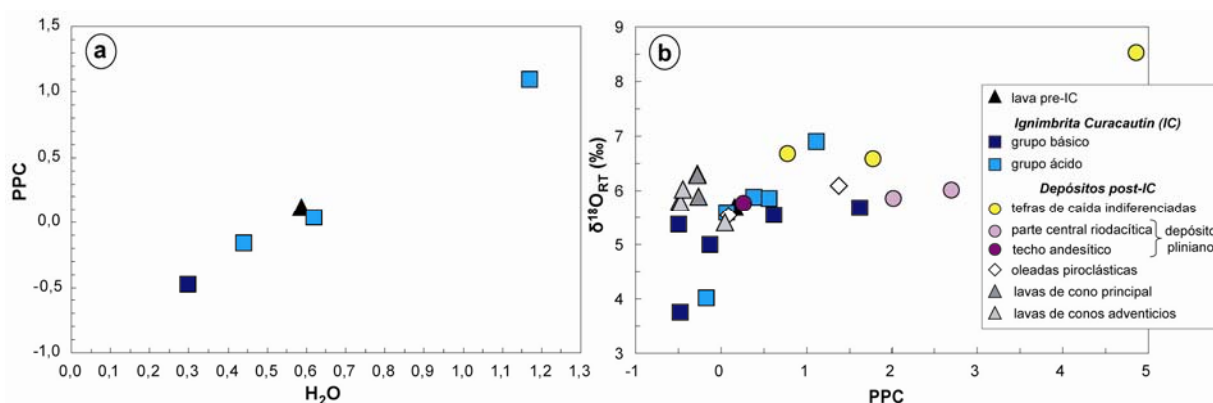 a
PPC
1,5
1,0
0,5
0,0
-0,5
-1,0
0,0 0,1 0,2 0,3 0,4 0,5 0,6 0,7 0,8 0,9 1,0 1,1 1,2 1,3
H₂O
b
δ¹⁸O_RT (‰)
9
8
7
6
5
4
3
-1 0 1 2 3 4 5
PPC
lava pre-IC
Ignimbrita Curacautín (IC)
grupo básico
grupo ácido
Depósitos post-IC
tefras de caída indiferenciadas
parte central riodacítica
techo andesítico
depósito
pliniano
oleadas piroclásticas
lavas de cono principal
lavas de conos adventicios